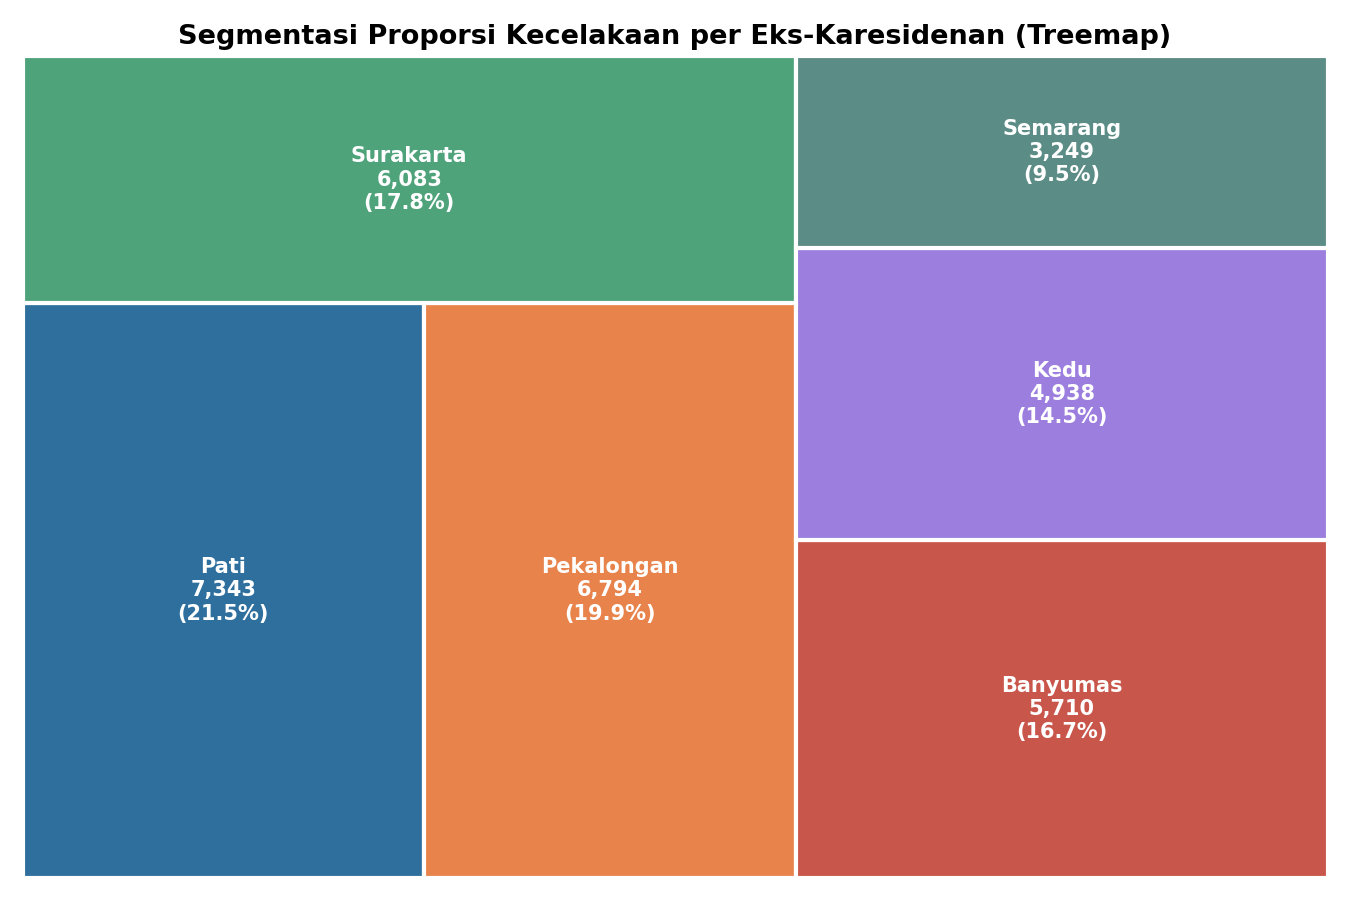 Segmentasi Proporsi Kecelakaan per Eks-Karesidenan (Treemap)
Surakarta
6,083
(17.8%)
Semarang
3,249
(9.5%)
Kedu
4,938
(14.5%)
Pati
7,343
(21.5%)
Pekalongan
6,794
(19.9%)
Banyumas
5,710
(16.7%)